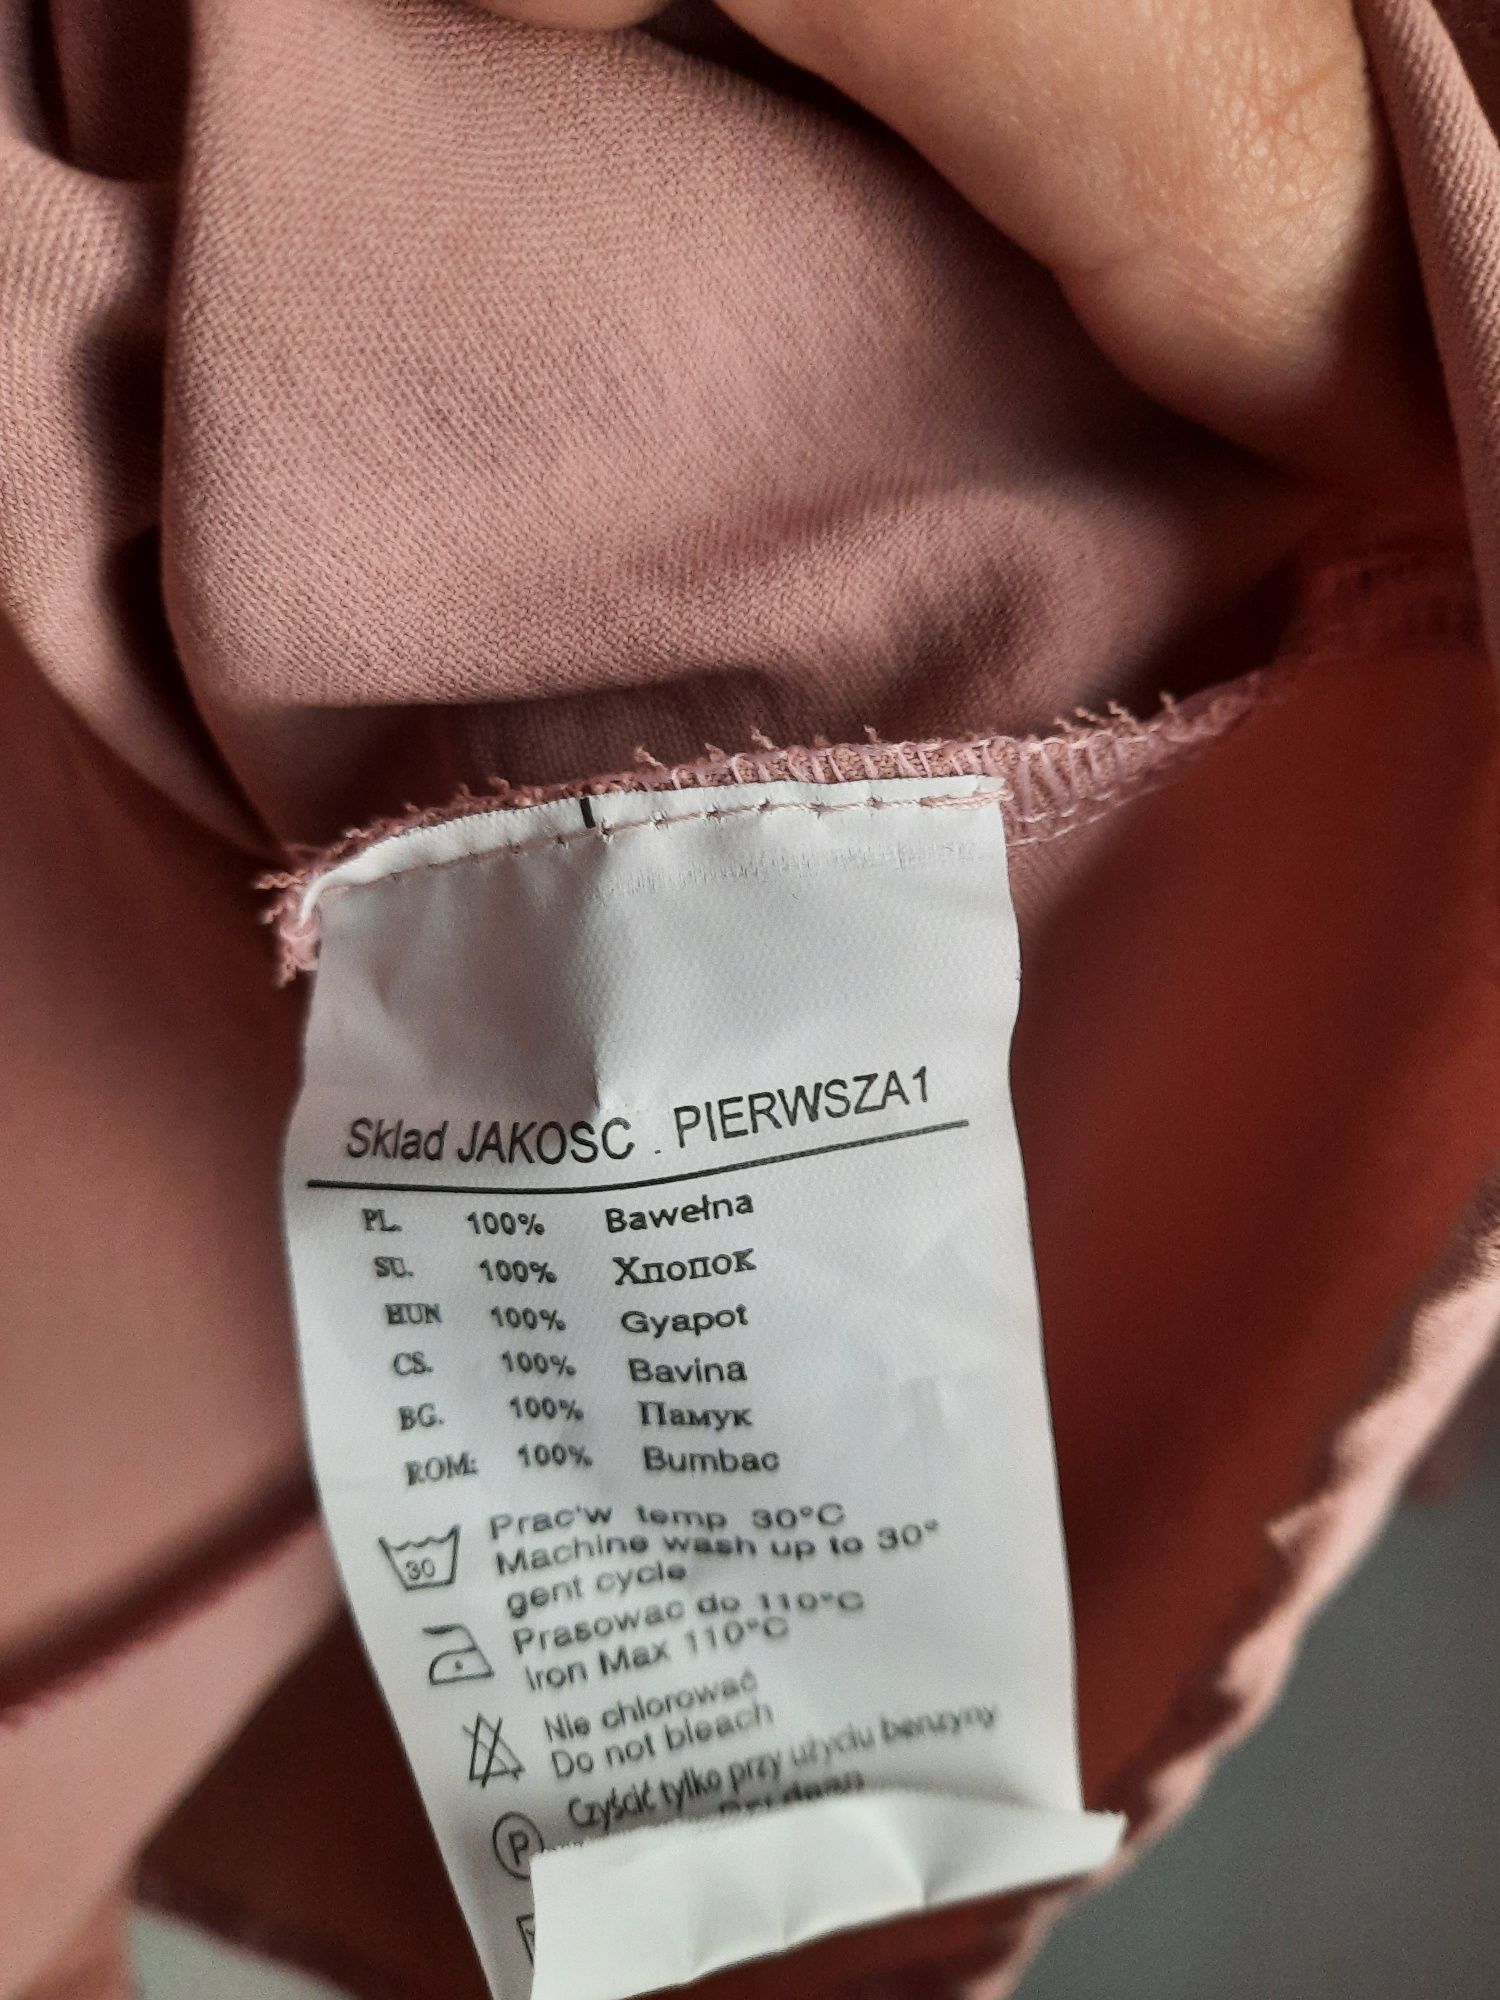 Sklad JAKOSC . PIERWSZA1
PL. 100% Bawełna
SU. 100% Хлопок
HUN 100% Gyapot
CS. 100% Bavina
BG. 100% Памук
ROM: 100% Bumbac
Prac'w temp 30°C
30 Machine wash up to 30°
gent cycle
Prasowac do 110°C
Iron Max 110°C
Nie chlorować
Do not bleach
Czyścić tylko przy użyciu benzyny
P